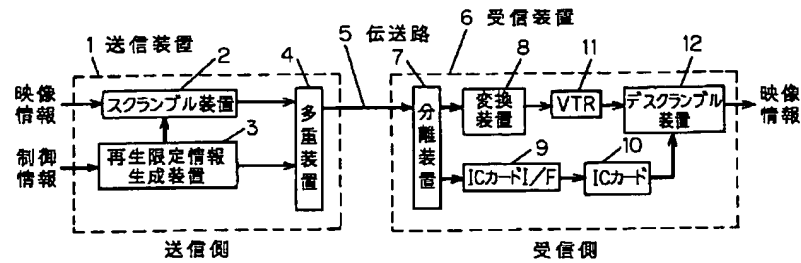 1 送信装置
2
4
5 伝送路
6 受信装置
7
8
11
12
映像
情報
スクランブル装置
3
制御
情報
再生限定情報
生成装置
多重装置
分離装置
変換
装置
VTR
デスクランブル
装置
映像
情報
9
10
ICカードI/F
ICカード
送信側
受信側